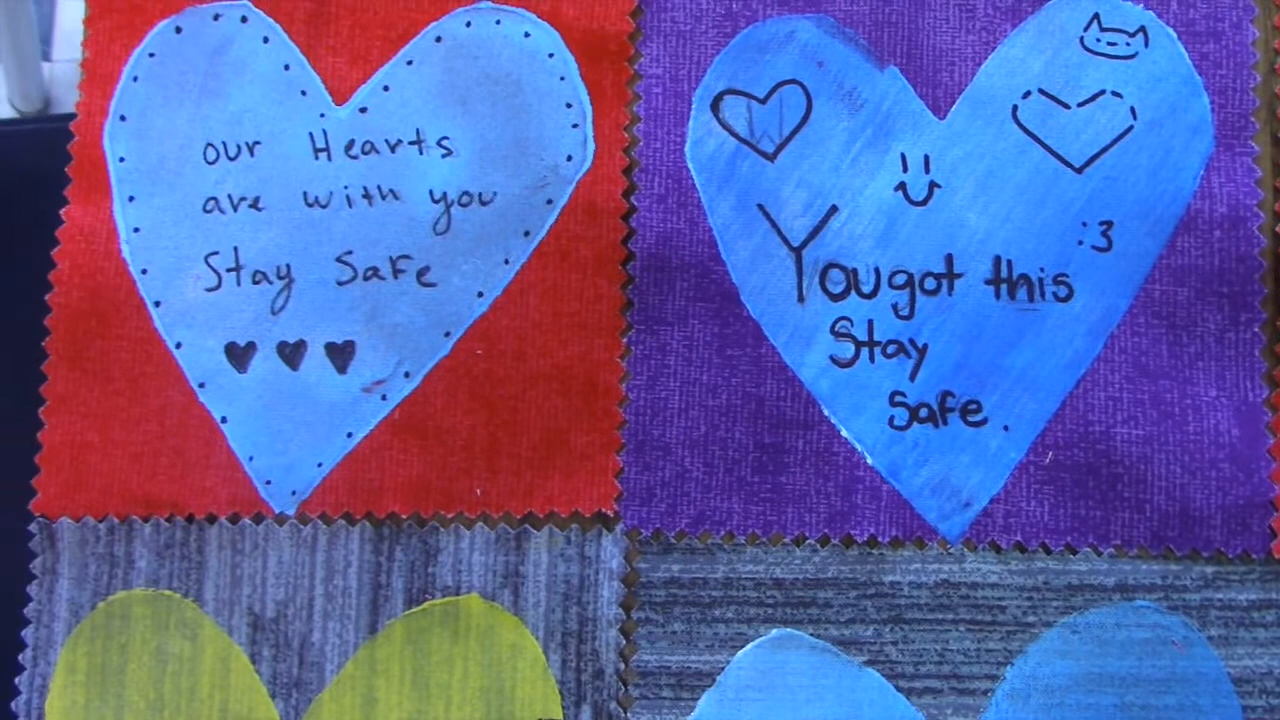 our Hearts
are with you
Stay Safe
You got this :3
Stay
Safe.